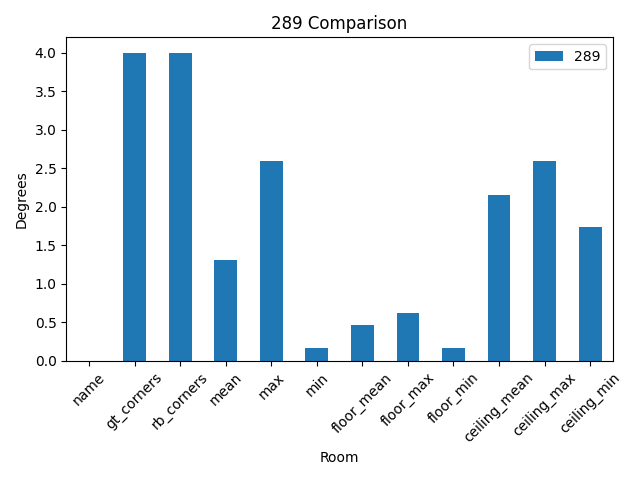 289 Comparison
289
Degrees
4.0
3.5
3.0
2.5
2.0
1.5
1.0
0.5
0.0
name
gt_corners
rb_corners
mean
max
min
floor_mean
floor_max
floor_min
ceiling_mean
ceiling_max
ceiling_min
Room